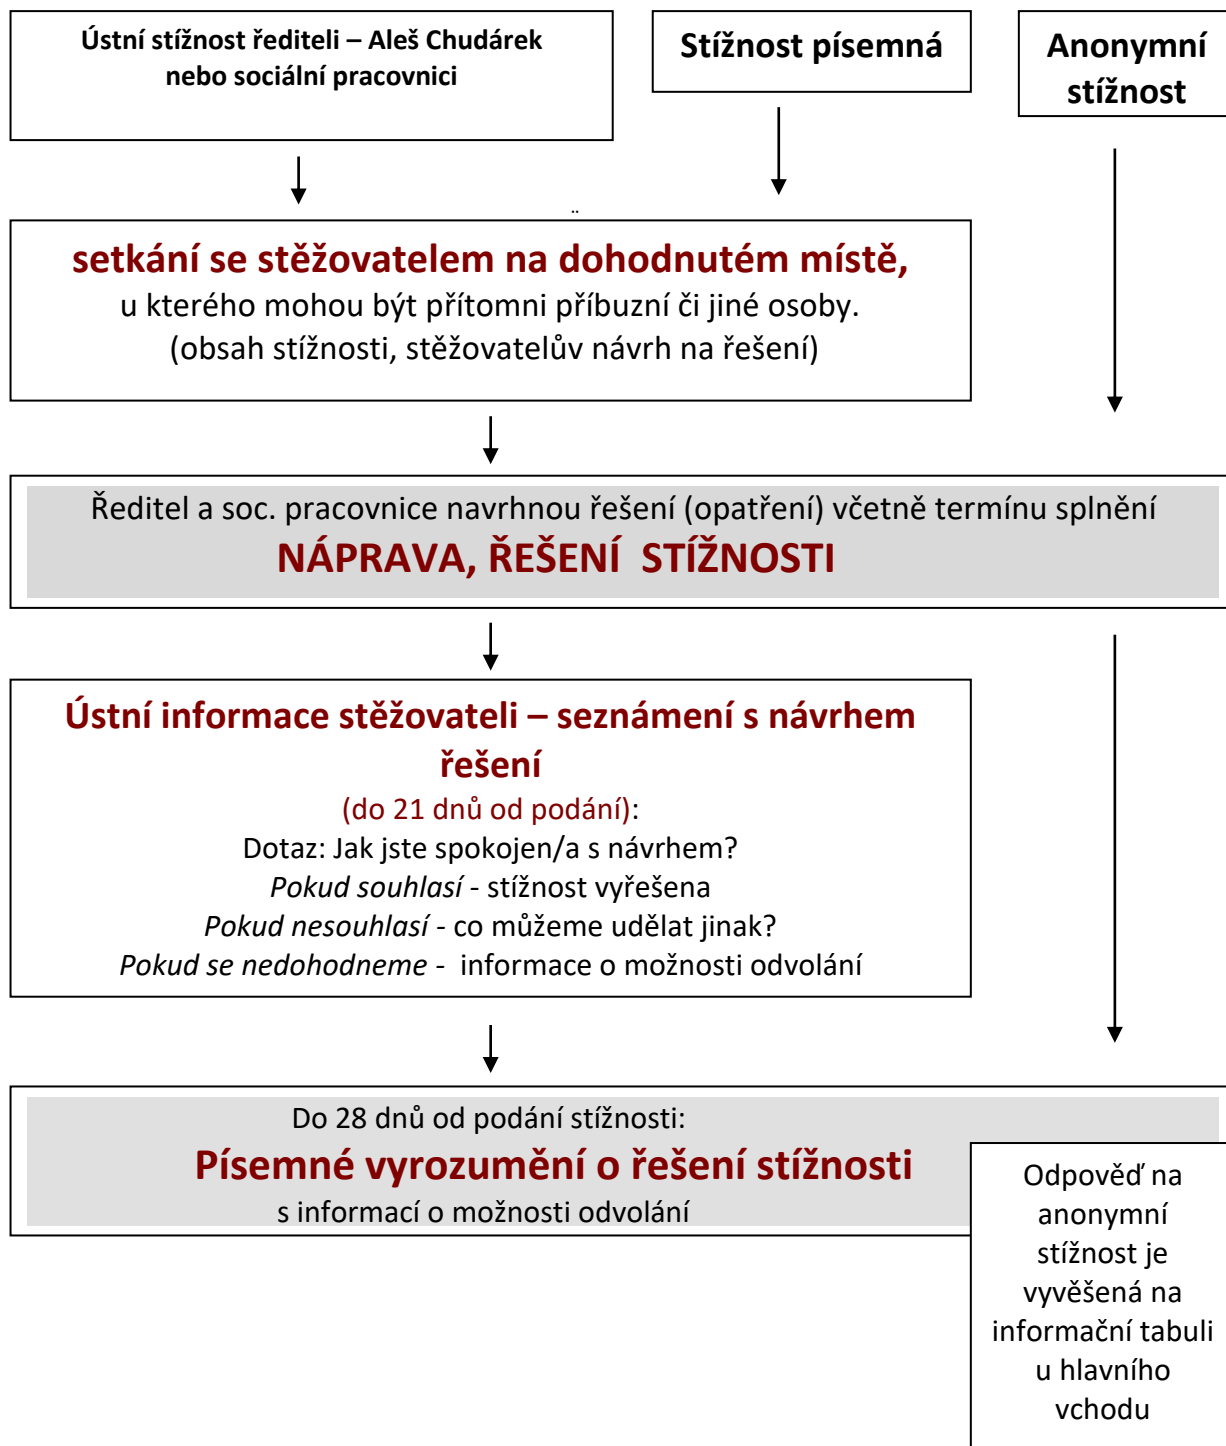 Ústní stížnost řediteli – Aleš Chudárek
nebo sociální pracovnici
Stížnost písemná
Anonymní
stížnost
..
setkání se stěžovatelem na dohodnutém místě,
u kterého mohou být přítomni příbuzní či jiné osoby.
(obsah stížnosti, stěžovatelův návrh na řešení)
Ředitel a soc. pracovnice navrhnou řešení (opatření) včetně termínu splnění
NÁPRAVA, ŘEŠENÍ  STÍŽNOSTI
Ústní informace stěžovateli – seznámení s návrhem
řešení
(do 21 dnů od podání):
Dotaz: Jak jste spokojen/a s návrhem?
Pokud souhlasí - stížnost vyřešena
Pokud nesouhlasí - co můžeme udělat jinak?
Pokud se nedohodneme -  informace o možnosti odvolání
Do 28 dnů od podání stížnosti:
Písemné vyrozumění o řešení stížnosti
s informací o možnosti odvolání
Odpověď na
anonymní
stížnost je
vyvěšená na
informační tabuli
u hlavního
vchodu